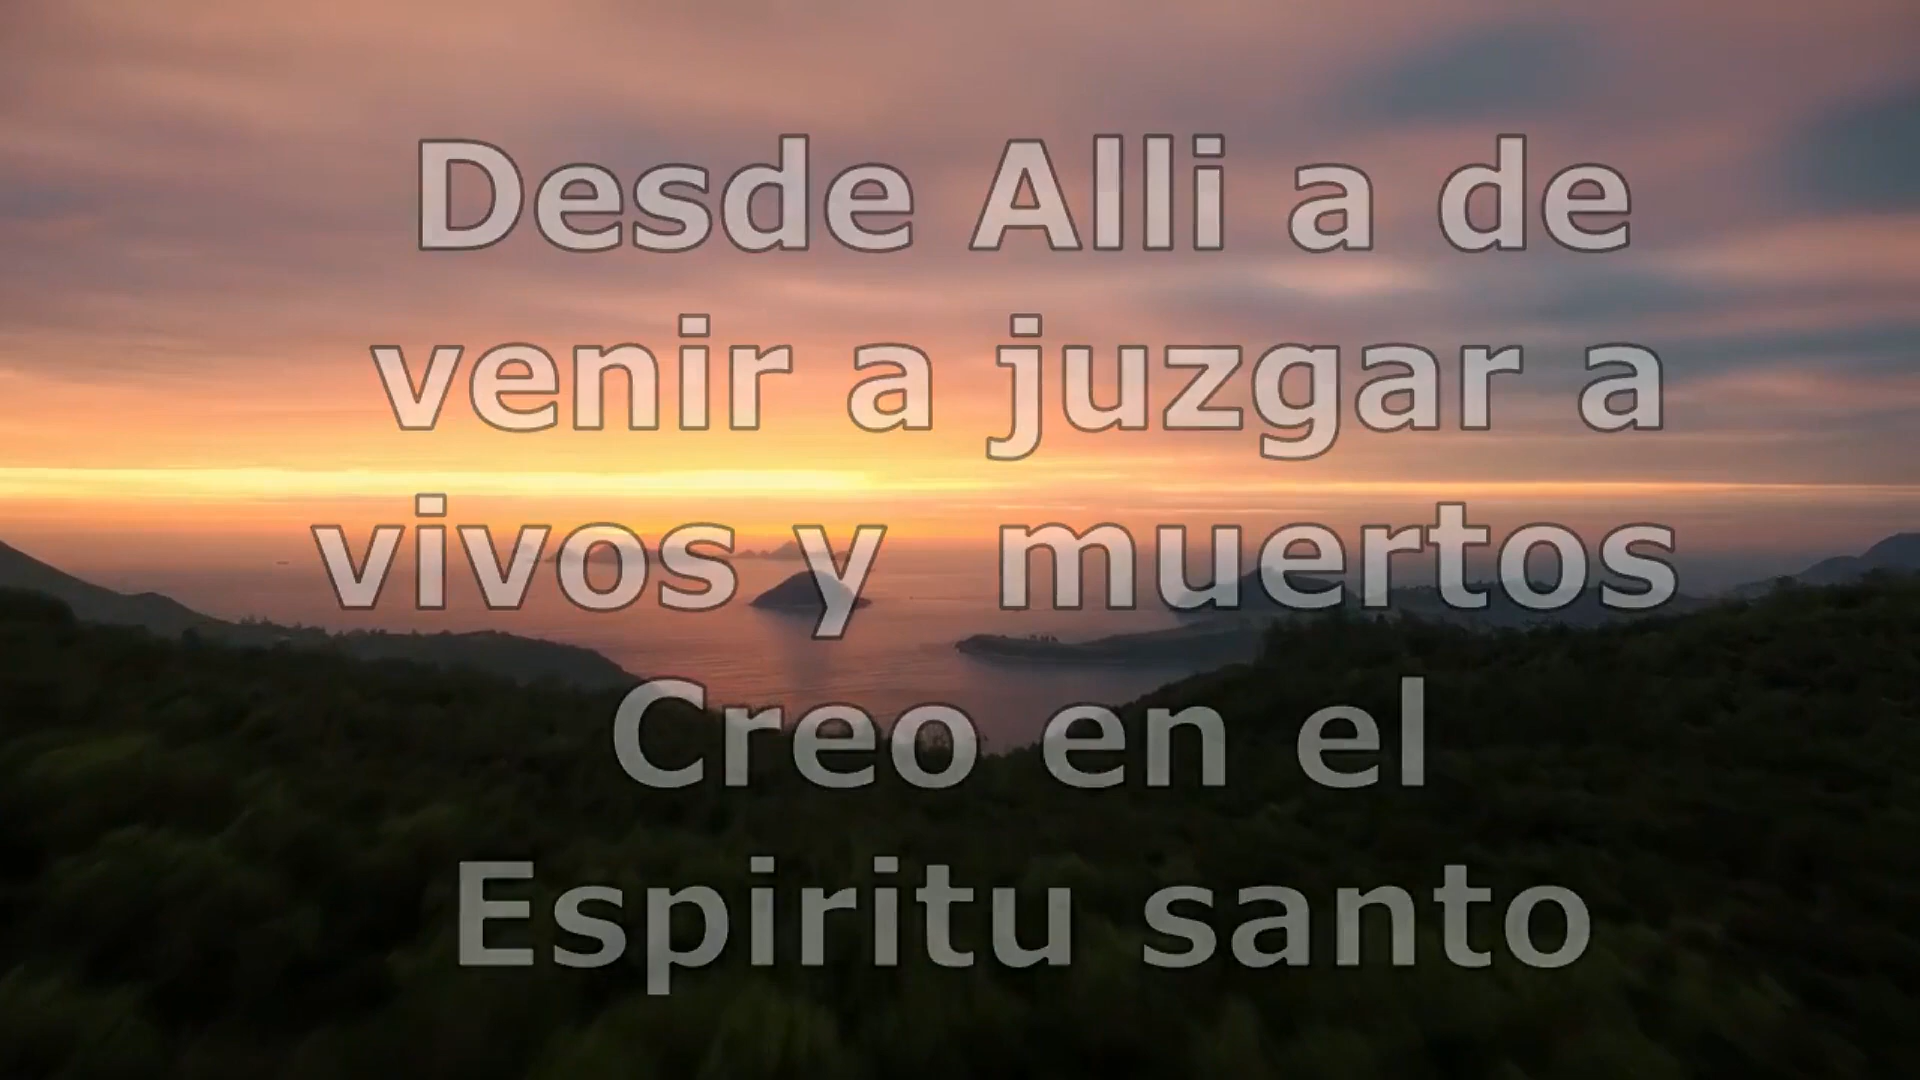 Desde Alli a de
venir a juzgar a
vivos y  muertos
Creo en el
Espiritu santo